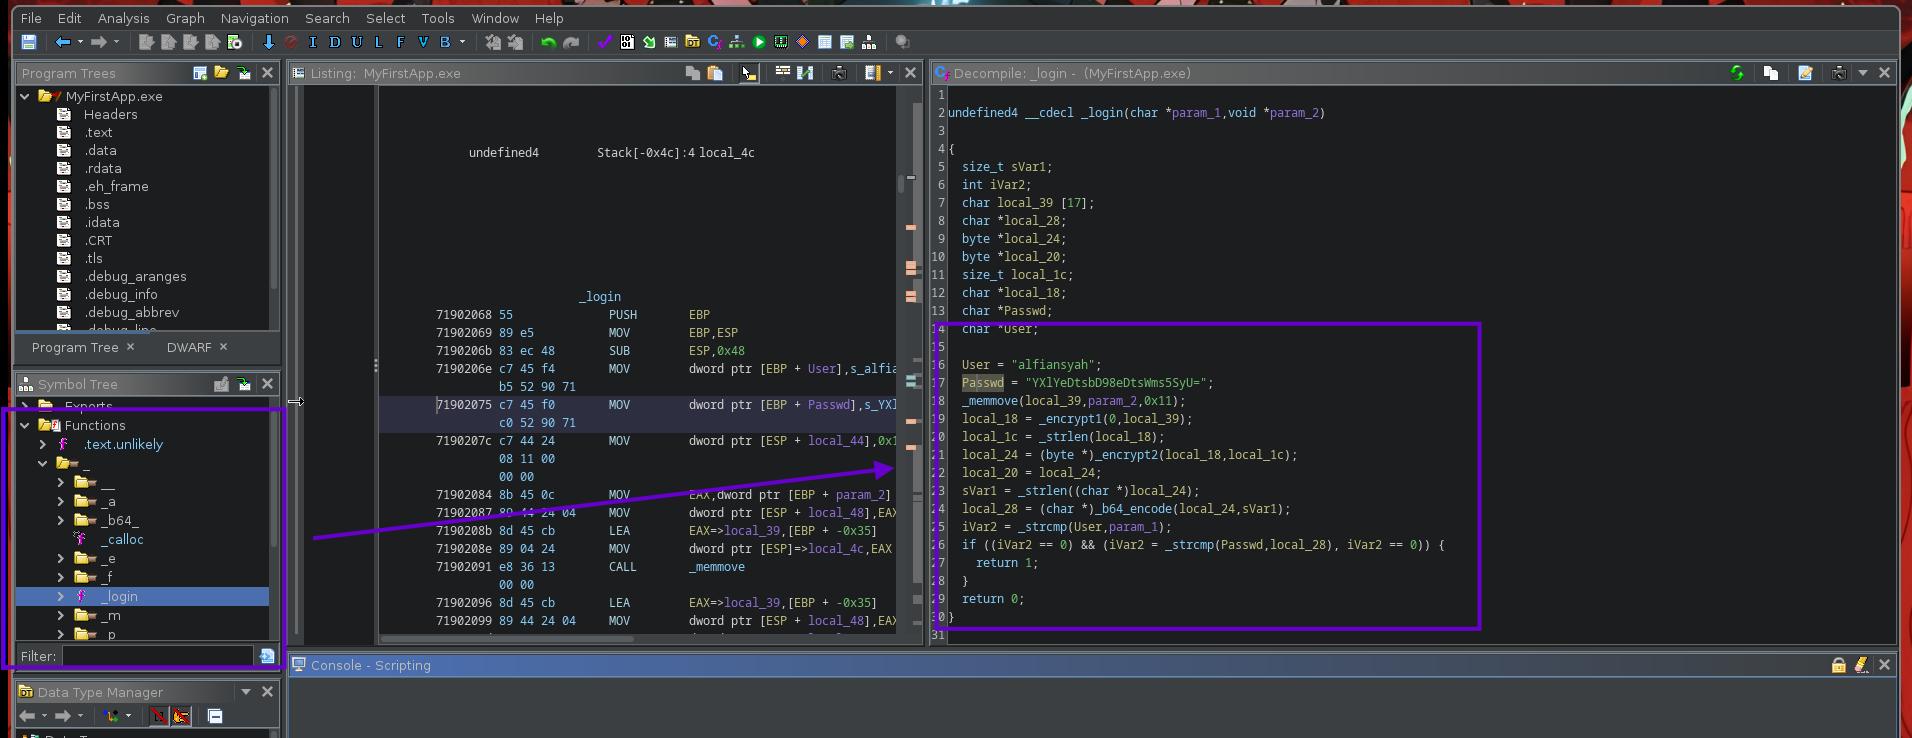 File Edit Analysis Graph Navigation Search Select Tools Window Help
I D U L F V B
Program Trees
MyFirstApp.exe
Headers
.text
.data
.rdata
.eh_frame
.bss
.idata
.CRT
.tls
.debug_aranges
.debug_info
.debug_abbrev
.debug_line
Program Tree × DWARF ×
Symbol Tree
Exports
Functions
.text.unlikely
_
__
_a
_b64_
_calloc
_e
_f
_login
_m
_p
Filter:
Data Type Manager
Listing: MyFirstApp.exe
undefined4 Stack[-0x4c]:4 local_4c
_login
71902068 55 PUSH EBP
71902069 89 e5 MOV EBP,ESP
7190206b 83 ec 48 SUB ESP,0x48
7190206e c7 45 f4 MOV dword ptr [EBP + User],s_alfia
b5 52 90 71
71902075 c7 45 f0 MOV dword ptr [EBP + Passwd],s_YXl
c0 52 90 71
7190207c c7 44 24 MOV dword ptr [ESP + local_44],0x1
08 11 00
00 00
71902084 8b 45 0c MOV EAX,dword ptr [EBP + param_2]
71902087 89 44 24 04 MOV dword ptr [ESP + local_48],EAX
7190208b 8d 45 cb LEA EAX=>local_39,[EBP + -0x35]
7190208e 89 04 24 MOV dword ptr [ESP]=>local_4c,EAX
71902091 e8 36 13 CALL _memmove
00 00
71902096 8d 45 cb LEA EAX=>local_39,[EBP + -0x35]
71902099 89 44 24 04 MOV dword ptr [ESP + local_48],EAX
Decompile: _login - (MyFirstApp.exe)
1
2 undefined4 __cdecl _login(char *param_1,void *param_2)
3
4 {
5 size_t sVar1;
6 int iVar2;
7 char local_39 [17];
8 char *local_28;
9 byte *local_24;
10 byte *local_20;
11 size_t local_1c;
12 char *local_18;
13 char *Passwd;
14 char *User;
15
16 User = "alfiansyah";
17 Passwd = "YXlYeDtsbD98eDtsWms5SyU=";
18 _memmove(local_39,param_2,0x11);
19 local_18 = _encrypt1(0,local_39);
20 local_1c = _strlen(local_18);
21 local_24 = (byte *)_encrypt2(local_18,local_1c);
22 local_20 = local_24;
23 sVar1 = _strlen((char *)local_24);
24 local_28 = (char *)_b64_encode(local_24,sVar1);
25 iVar2 = _strcmp(User,param_1);
26 if ((iVar2 == 0) && (iVar2 = _strcmp(Passwd,local_28), iVar2 == 0)) {
27 return 1;
28 }
29 return 0;
30 }
31
Console - Scripting